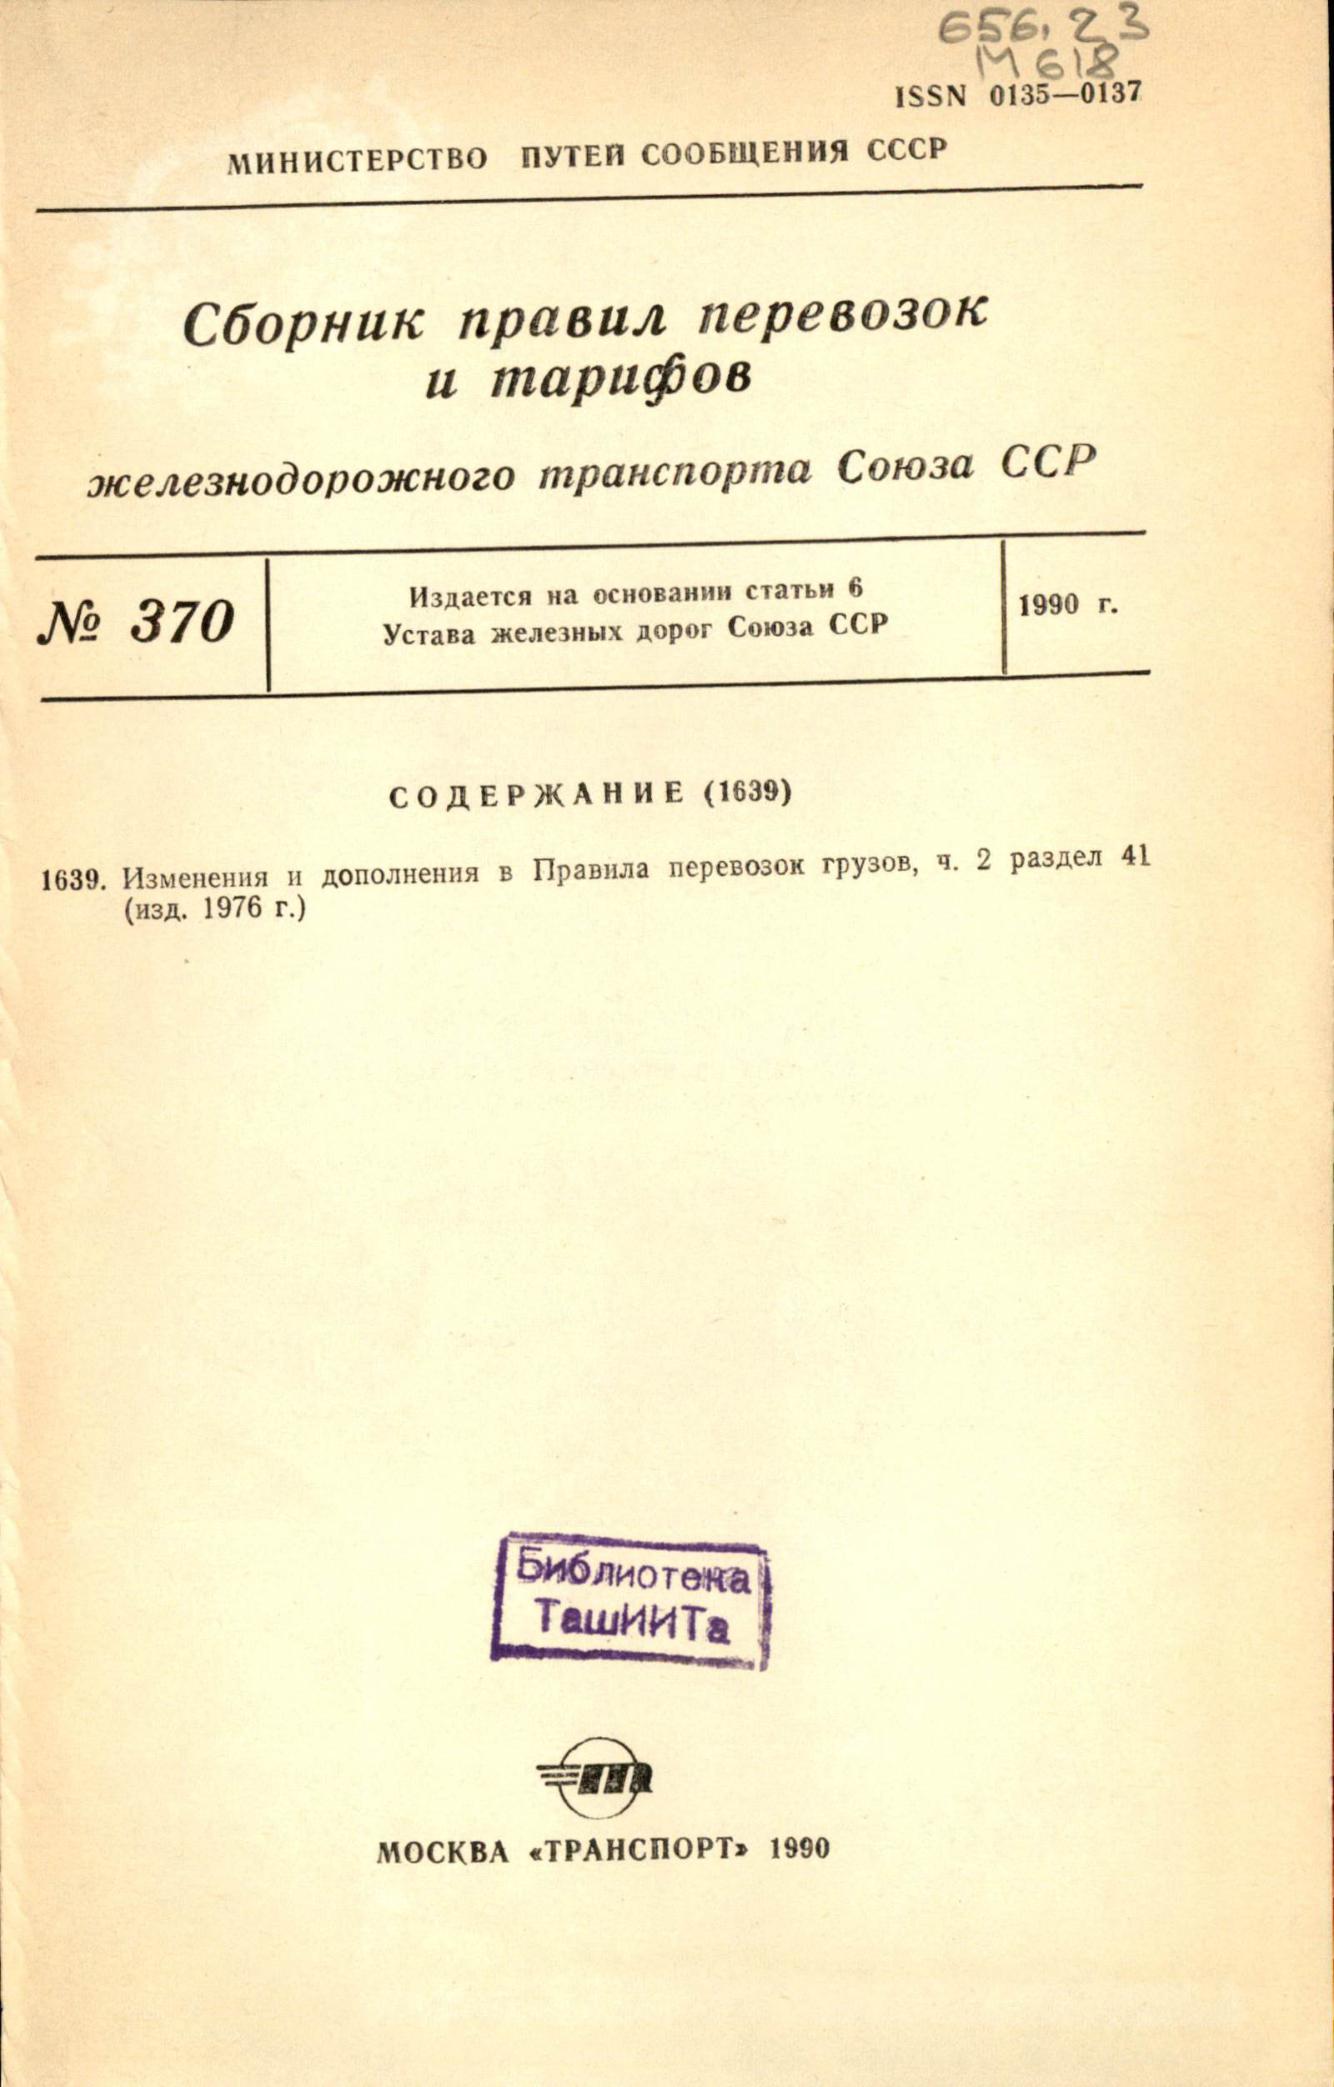 656.23
М 618
ISSN 0135—0137
МИНИСТЕРСТВО ПУТЕЙ СООБЩЕНИЯ СССР
Сборник правил перевозок
и тарифов
железнодорожного транспорта Союза ССР
№ 370
Издается на основании статьи 6
Устава железных дорог Союза ССР
1990 г.
СОДЕРЖАНИЕ (1639)
1639. Изменения и дополнения в Правила перевозок грузов, ч. 2 раздел 41
(изд. 1976 г.)
Библиотека
ТашИИТа
т
МОСКВА «ТРАНСПОРТ» 1990